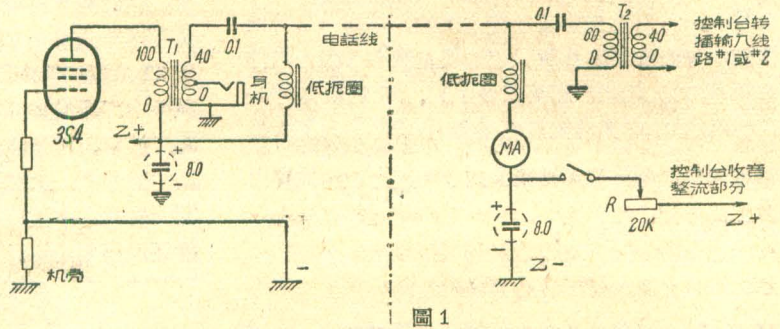 100
T₁
40
0.1
电話线
0.1
T₂
60
40
控制台转
播输入线
路#1或#2
0
0
耳机
低扼圈
低扼圈
0
0
3S4
Z+
+
8.0
-
MA
控制台收音
整流部分
R
20K
Z+
+
8.0
-
Z-
机壳
-
圖1